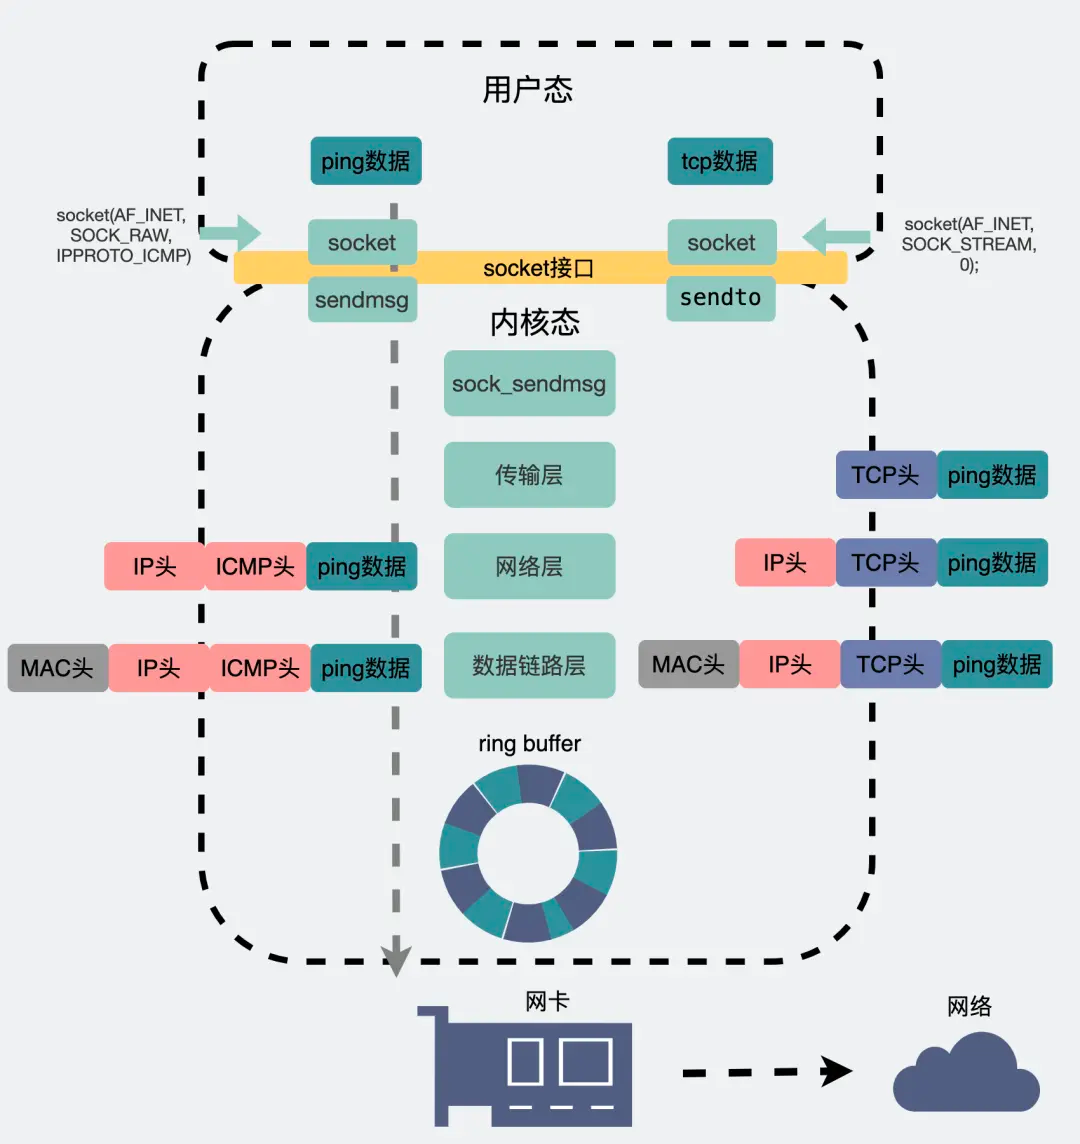 用户态
ping数据
tcp数据
socket(AF_INET,
SOCK_RAW,
IPPROTO_ICMP)
socket
socket
socket(AF_INET,
SOCK_STREAM,
0);
socket接口
sendmsg
sendto
内核态
sock_sendmsg
传输层
TCP头 ping数据
IP头 ICMP头 ping数据
网络层
IP头 TCP头 ping数据
MAC头 IP头 ICMP头 ping数据
数据链路层
MAC头 IP头 TCP头 ping数据
ring buffer
网卡
网络